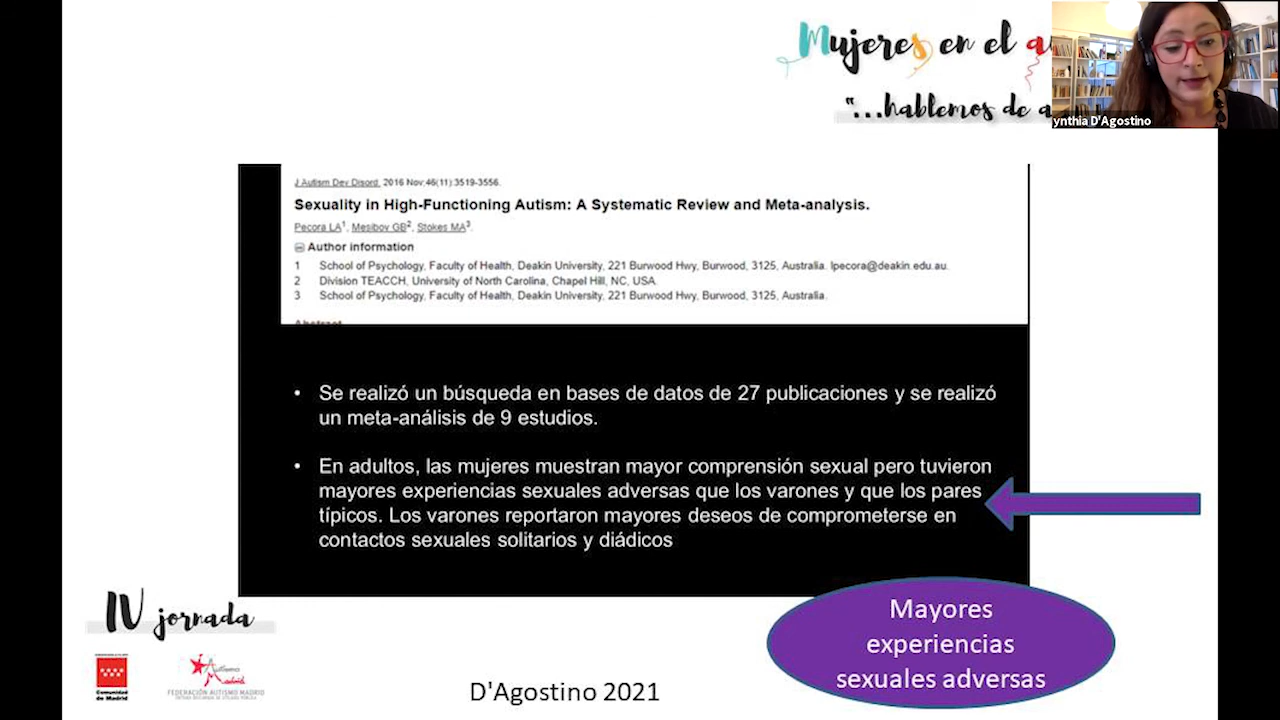 Mujeres en el a
"...hablemos de a
ynthia D'Agostino
J Autism Dev Disord. 2016 Nov;46(11):3519-3556.
Sexuality in High-Functioning Autism: A Systematic Review and Meta-analysis.
Pecora LA1, Mesibov GB2, Stokes MA3.
Author information
1 School of Psychology, Faculty of Health, Deakin University, 221 Burwood Hwy, Burwood, 3125, Australia. lpecora@deakin.edu.au.
2 Division TEACCH, University of North Carolina, Chapel Hill, NC, USA.
3 School of Psychology, Faculty of Health, Deakin University, 221 Burwood Hwy, Burwood, 3125, Australia.
Abstract
• Se realizó un búsqueda en bases de datos de 27 publicaciones y se realizó
un meta-análisis de 9 estudios.
• En adultos, las mujeres muestran mayor comprensión sexual pero tuvieron
mayores experiencias sexuales adversas que los varones y que los pares
típicos. Los varones reportaron mayores deseos de comprometerse en
contactos sexuales solitarios y diádicos
Mayores
experiencias
sexuales adversas
IV jornada
Comunidad
de Madrid
Autismo
Madrid
FEDERACIÓN AUTISMO MADRID
D'Agostino 2021